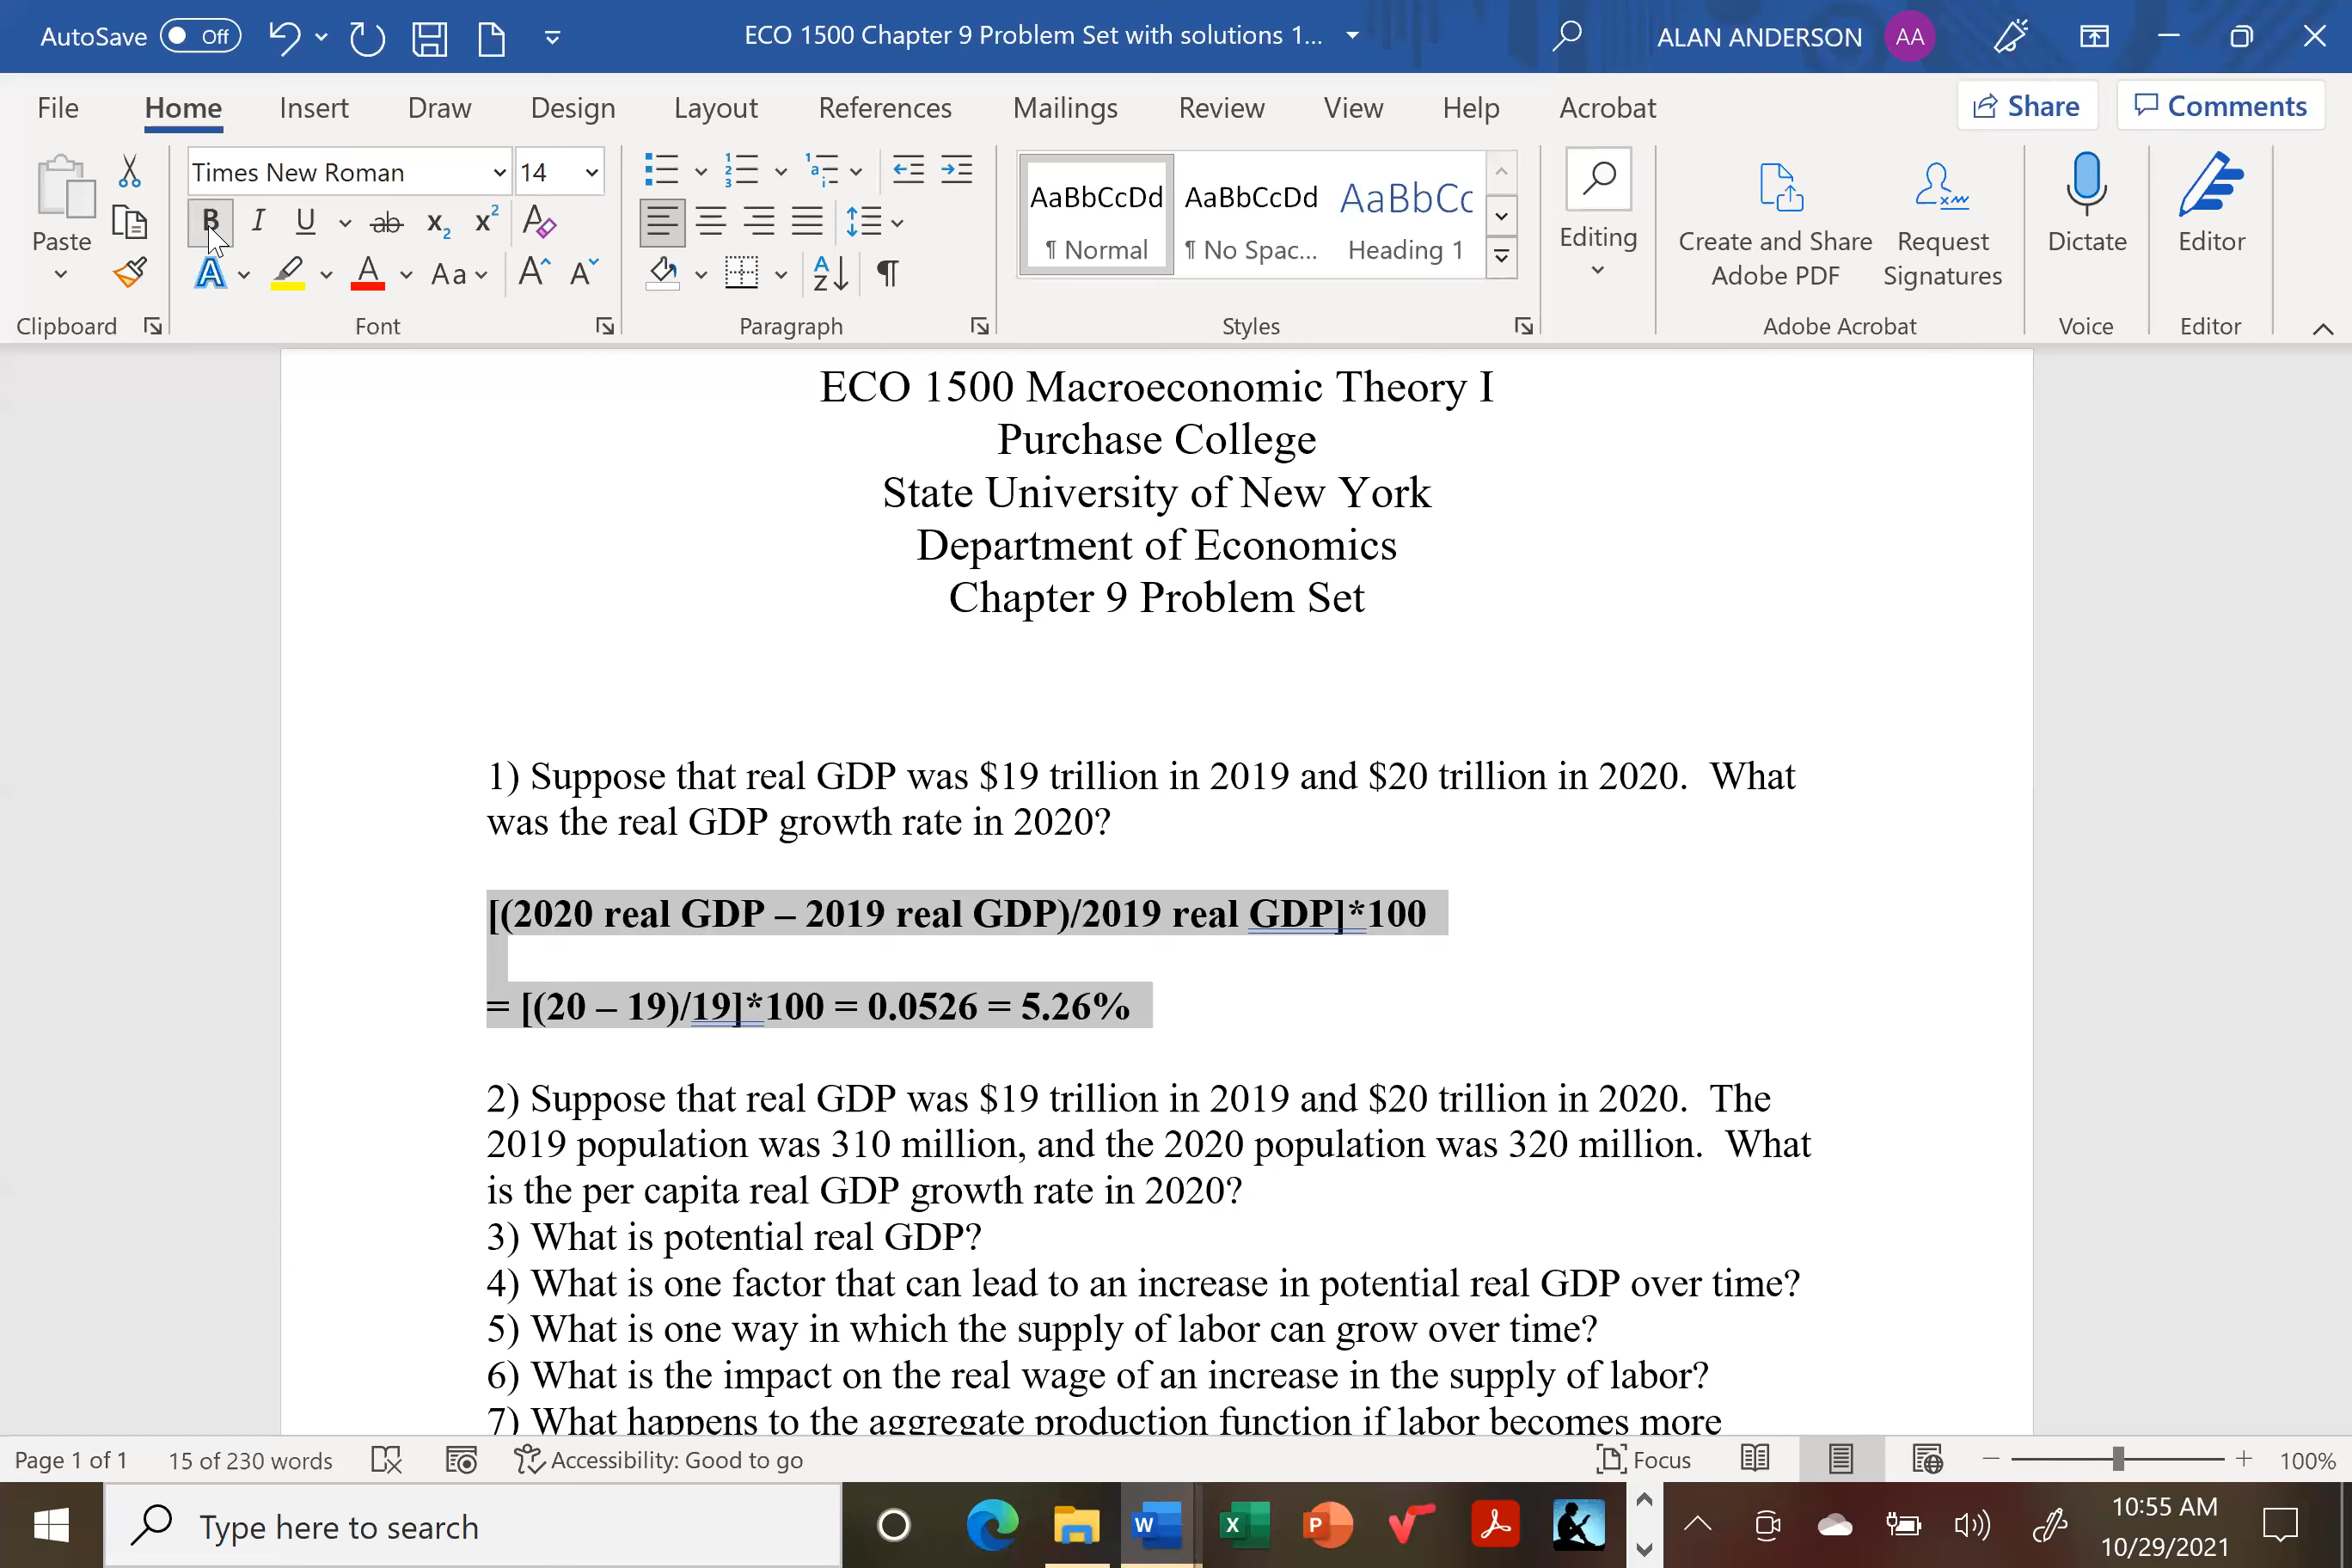 AutoSave Off ECO 1500 Chapter 9 Problem Set with solutions 1... ALAN ANDERSON AA
File Home Insert Draw Design Layout References Mailings Review View Help Acrobat Share Comments
Paste
Times New Roman 14
AaBbCcDd AaBbCcDd AaBbCc
¶ Normal ¶ No Spac... Heading 1
Editing
Create and Share Adobe PDF
Request Signatures
Dictate
Editor
Clipboard Font Paragraph Styles Adobe Acrobat Voice Editor
ECO 1500 Macroeconomic Theory I
Purchase College
State University of New York
Department of Economics
Chapter 9 Problem Set
1) Suppose that real GDP was $19 trillion in 2019 and $20 trillion in 2020. What
was the real GDP growth rate in 2020?
[(2020 real GDP – 2019 real GDP)/2019 real GDP]*100
= [(20 – 19)/19]*100 = 0.0526 = 5.26%
2) Suppose that real GDP was $19 trillion in 2019 and $20 trillion in 2020. The
2019 population was 310 million, and the 2020 population was 320 million. What
is the per capita real GDP growth rate in 2020?
3) What is potential real GDP?
4) What is one factor that can lead to an increase in potential real GDP over time?
5) What is one way in which the supply of labor can grow over time?
6) What is the impact on the real wage of an increase in the supply of labor?
7) What happens to the aggregate production function if labor becomes more
Page 1 of 1 15 of 230 words Accessibility: Good to go Focus 100%
Type here to search
10:55 AM
10/29/2021